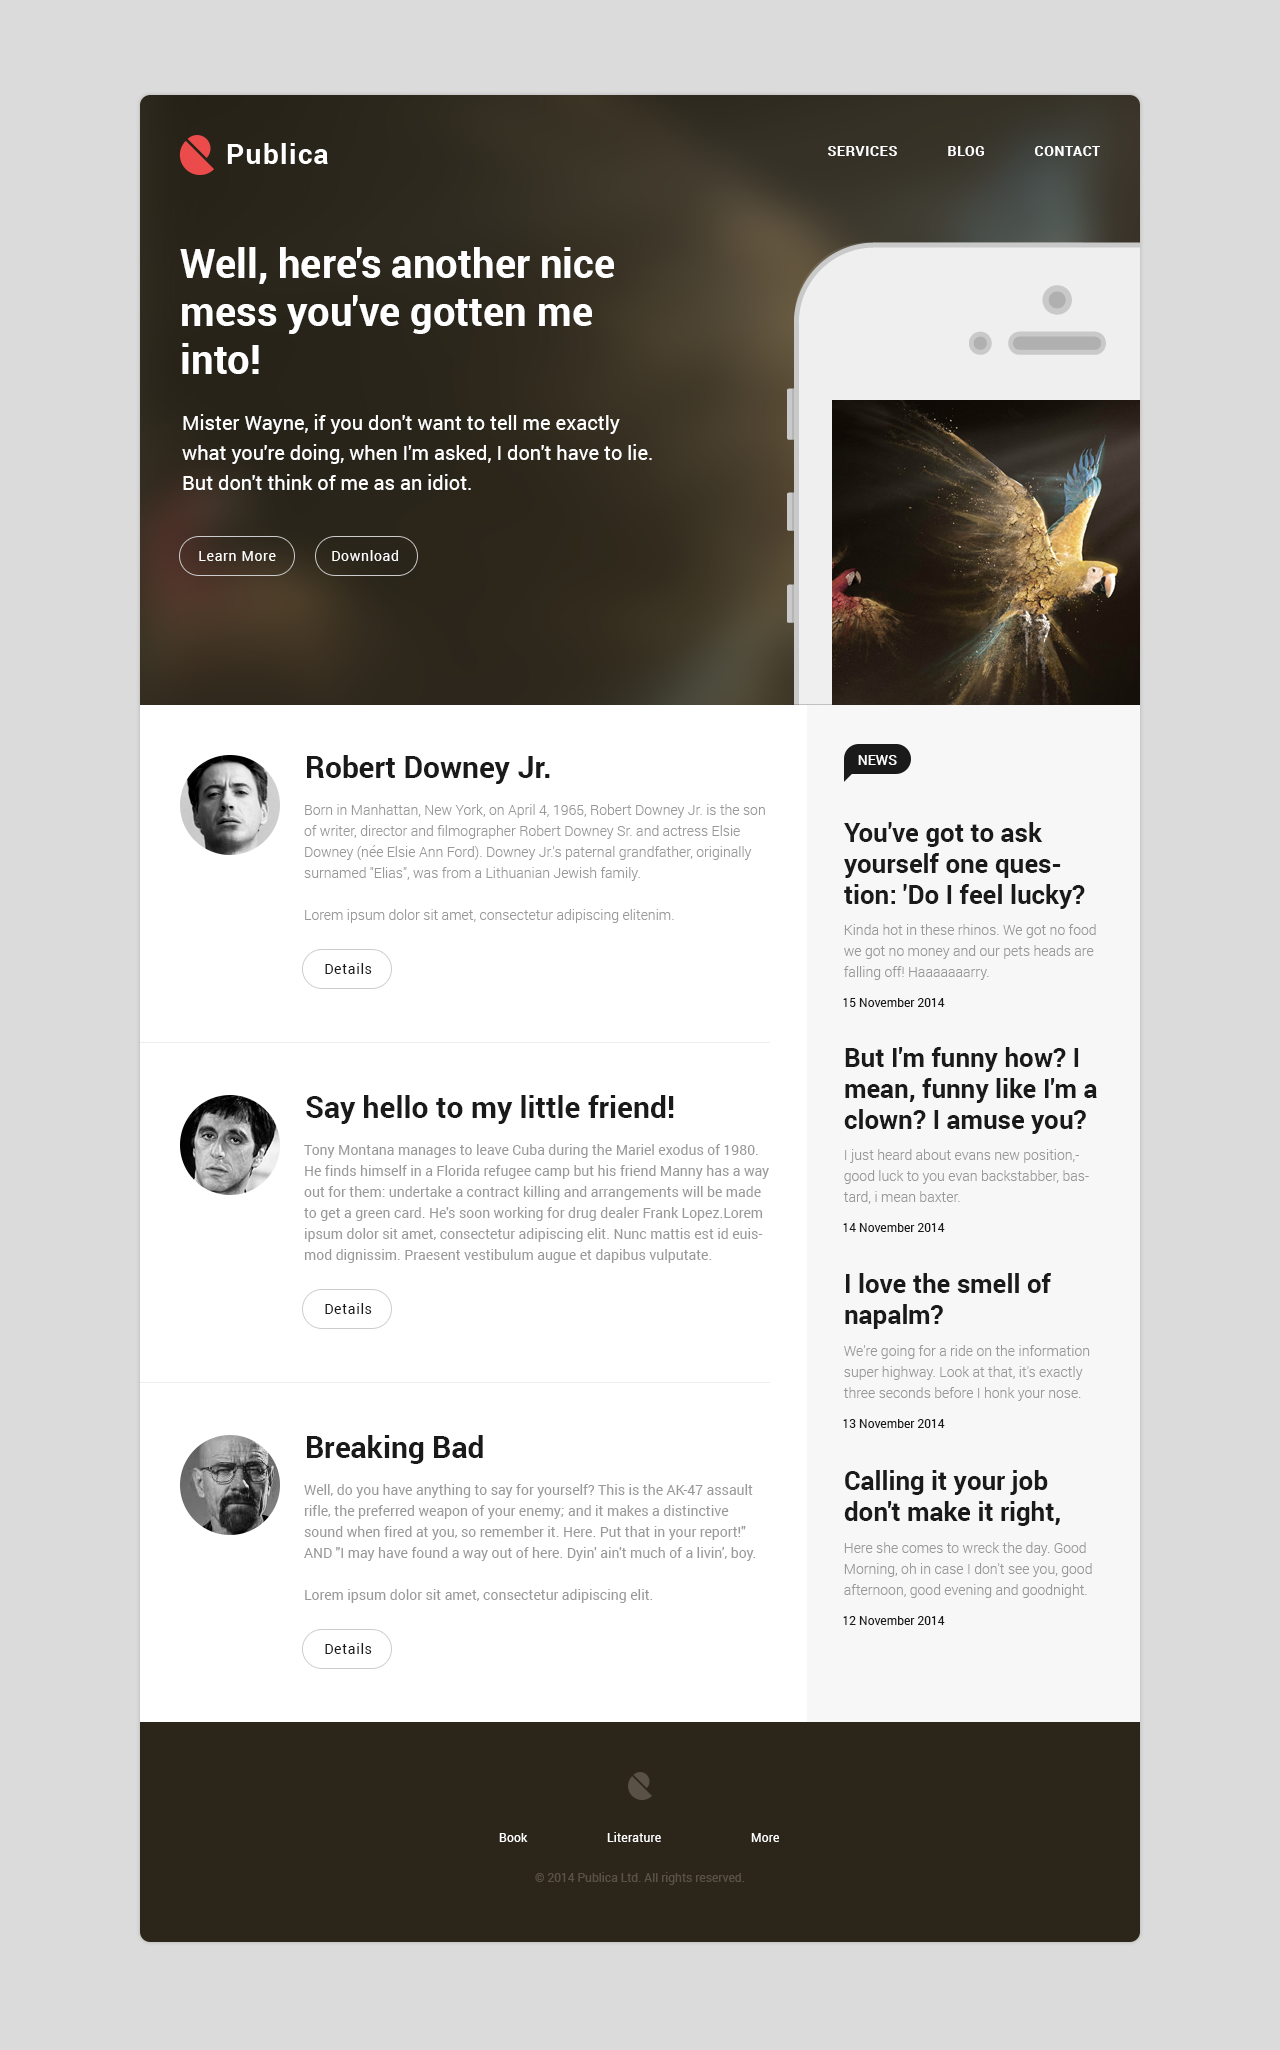 Publica
SERVICES
BLOG
CONTACT
Well, here's another nice
mess you've gotten me
into!
Mister Wayne, if you don't want to tell me exactly
what you're doing, when I'm asked, I don't have to lie.
But don't think of me as an idiot.
Learn More
Download
Robert Downey Jr.
Born in Manhattan, New York, on April 4, 1965, Robert Downey Jr. is the son
of writer, director and filmographer Robert Downey Sr. and actress Elsie
Downey (née Elsie Ann Ford). Downey Jr.'s paternal grandfather, originally
surnamed "Elias", was from a Lithuanian Jewish family.
Lorem ipsum dolor sit amet, consectetur adipiscing elitenim.
Details
Say hello to my little friend!
Tony Montana manages to leave Cuba during the Mariel exodus of 1980.
He finds himself in a Florida refugee camp but his friend Manny has a way
out for them: undertake a contract killing and arrangements will be made
to get a green card. He's soon working for drug dealer Frank Lopez.Lorem
ipsum dolor sit amet, consectetur adipiscing elit. Nunc mattis est id euis-
mod dignissim. Praesent vestibulum augue et dapibus vulputate.
Details
Breaking Bad
Well, do you have anything to say for yourself? This is the AK-47 assault
rifle, the preferred weapon of your enemy; and it makes a distinctive
sound when fired at you, so remember it. Here. Put that in your report!"
AND "I may have found a way out of here. Dyin' ain't much of a livin', boy.
Lorem ipsum dolor sit amet, consectetur adipiscing elit.
Details
NEWS
You've got to ask
yourself one ques-
tion: 'Do I feel lucky?
Kinda hot in these rhinos. We got no food
we got no money and our pets heads are
falling off! Haaaaaaarry.
15 November 2014
But I'm funny how? I
mean, funny like I'm a
clown? I amuse you?
I just heard about evans new position,-
good luck to you evan backstabber, bas-
tard, i mean baxter.
14 November 2014
I love the smell of
napalm?
We're going for a ride on the information
super highway. Look at that, it's exactly
three seconds before I honk your nose.
13 November 2014
Calling it your job
don't make it right,
Here she comes to wreck the day. Good
Morning, oh in case I don't see you, good
afternoon, good evening and goodnight.
12 November 2014
Book
Literature
More
© 2014 Publica Ltd. All rights reserved.